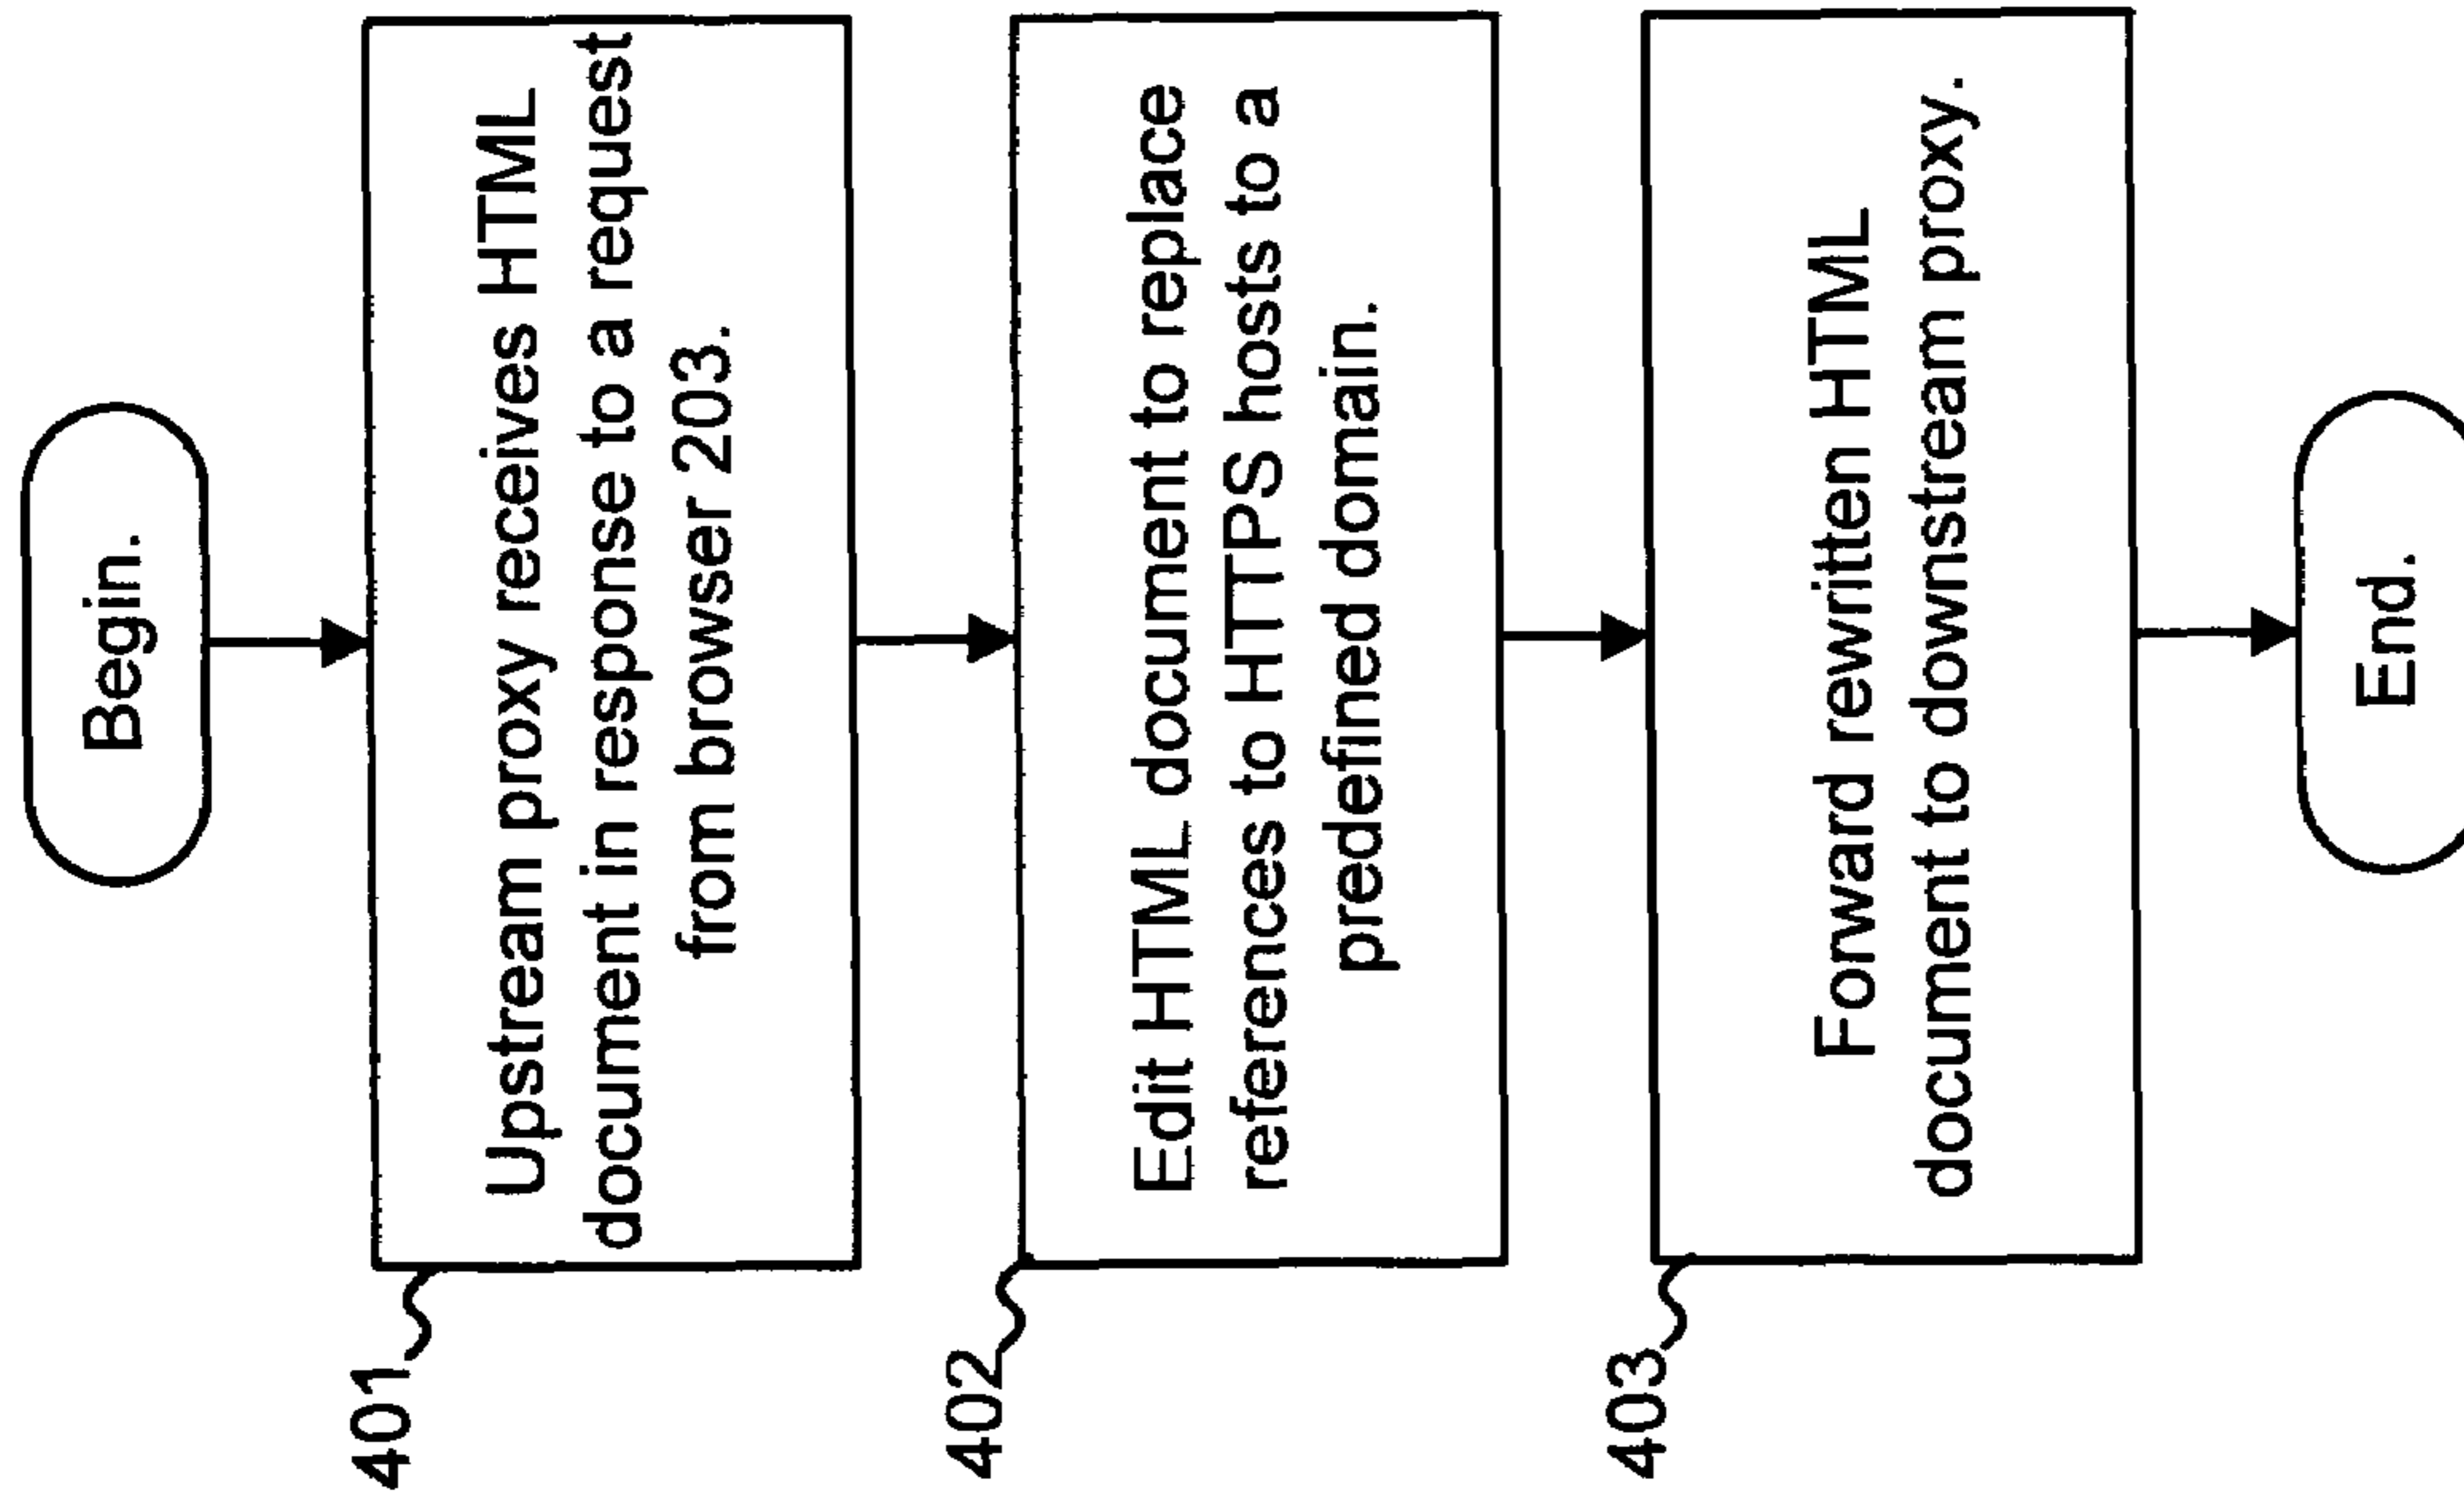 Begin.
401
Upstream proxy receives HTML
document in response to a request
from browser 203.
402
Edit HTML document to replace
references to HTTPS hosts to a
predefined domain.
403
Forward rewritten HTML
document to downstream proxy.
End.